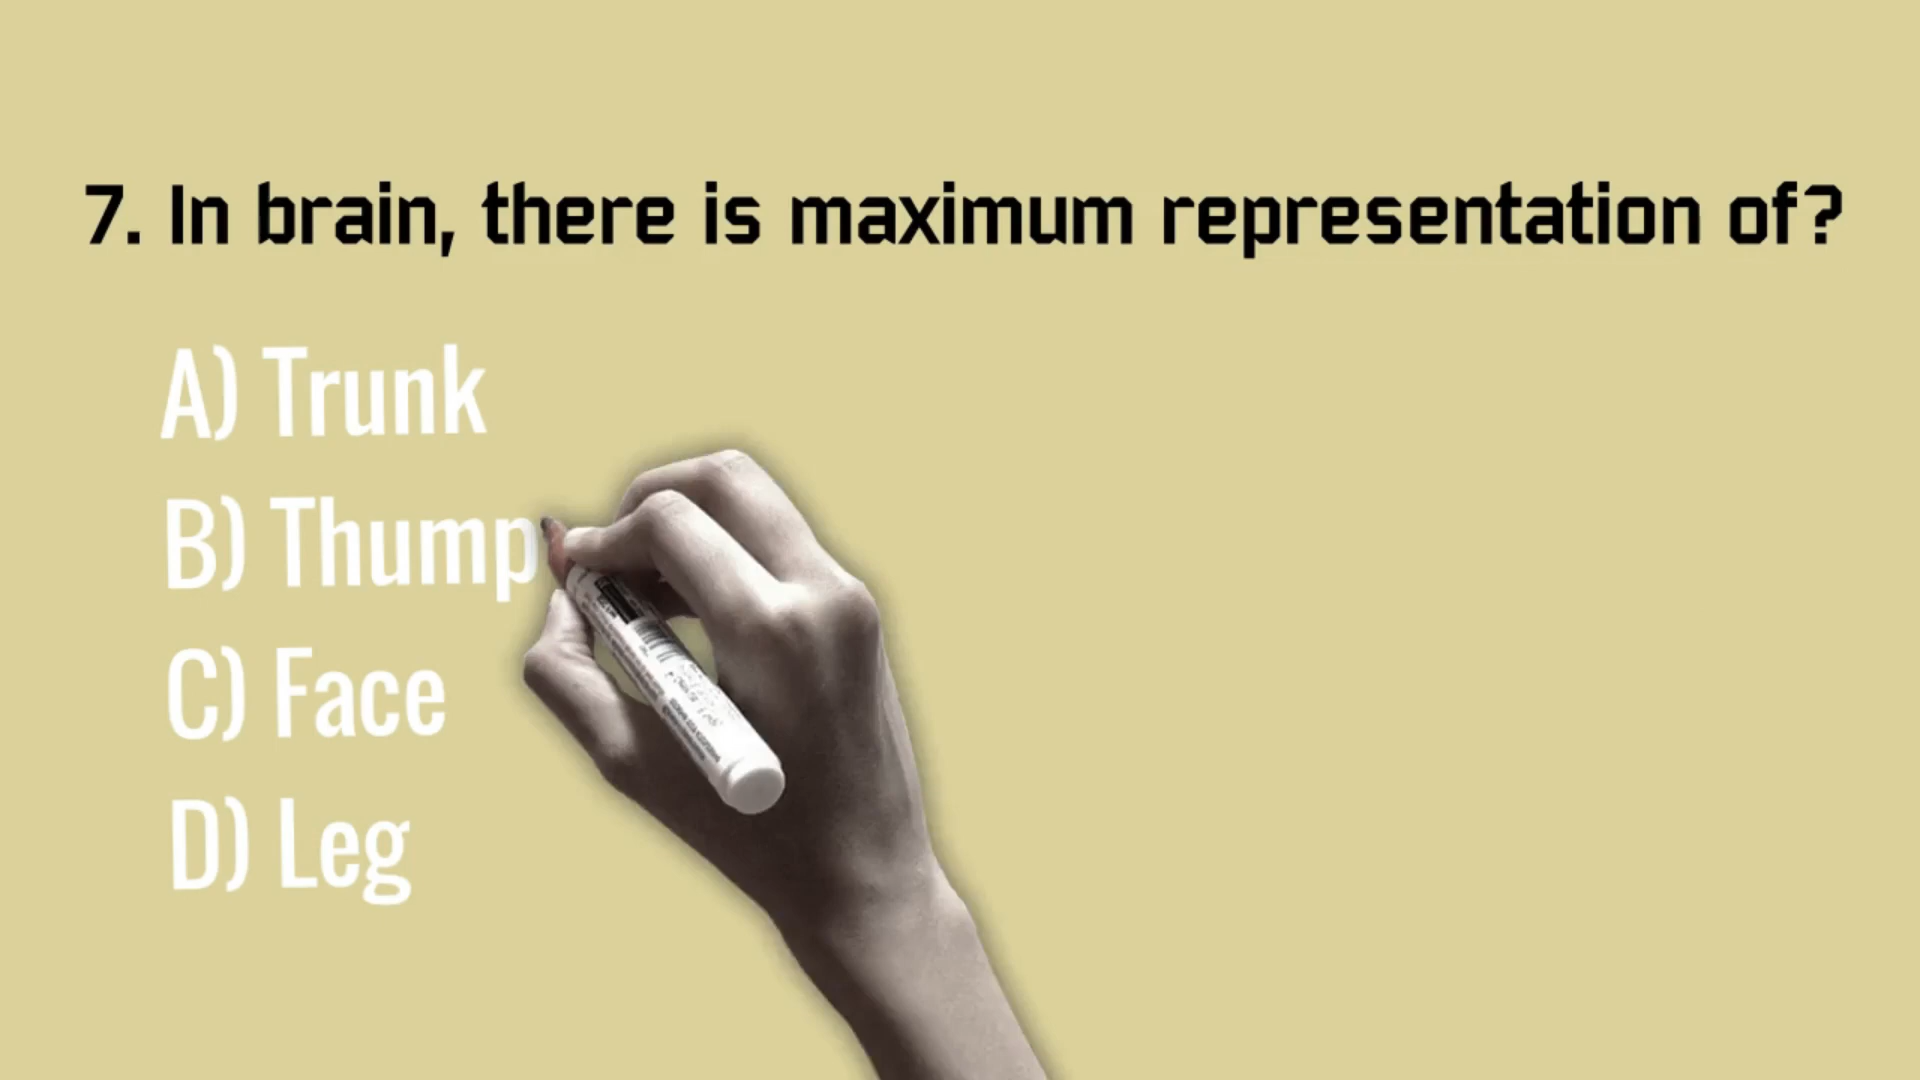 7. In brain, there is maximum representation of?
A) Trunk
B) Thump
C) Face
D) Leg